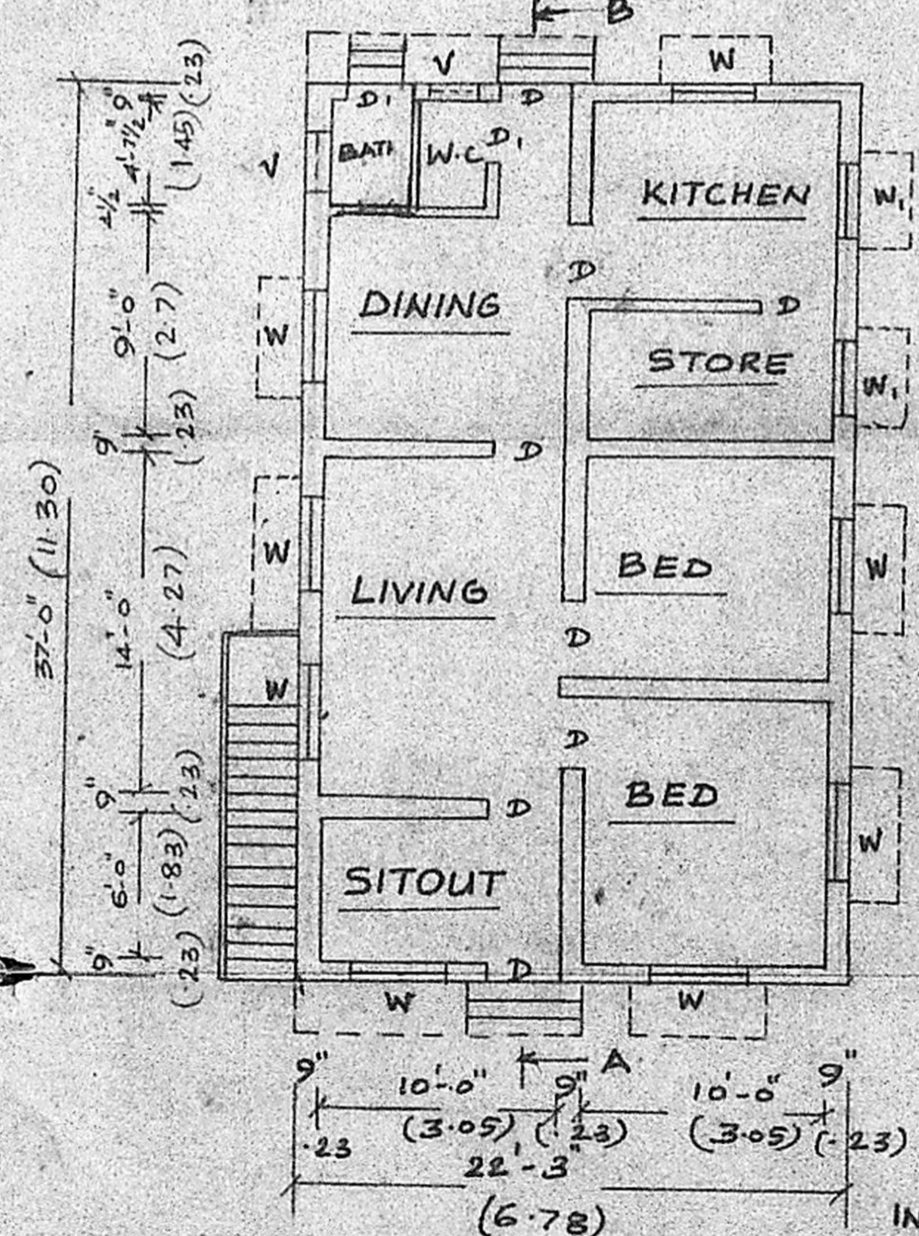 B
W
V
(.23)
9"
D1
D
4'-7½"
(1.45)
BATH
W.C
D1
V
KITCHEN
W1
4½"
D
9'-0"
(2.7)
DINING
D
W
STORE
W1
9"
(.23)
D
37'-0" (11.30)
14'-0"
(4.27)
W
LIVING
BED
W
D
W
D
9"
(.23)
D
BED
W
6'-0"
(1.83)
SITOUT
9"
(.23)
D
W
W
A
9" 10'-0" 9" 10'-0" 9"
.23 (3.05) (.23) (3.05) (.23)
22'-3"
(6.78)
IN